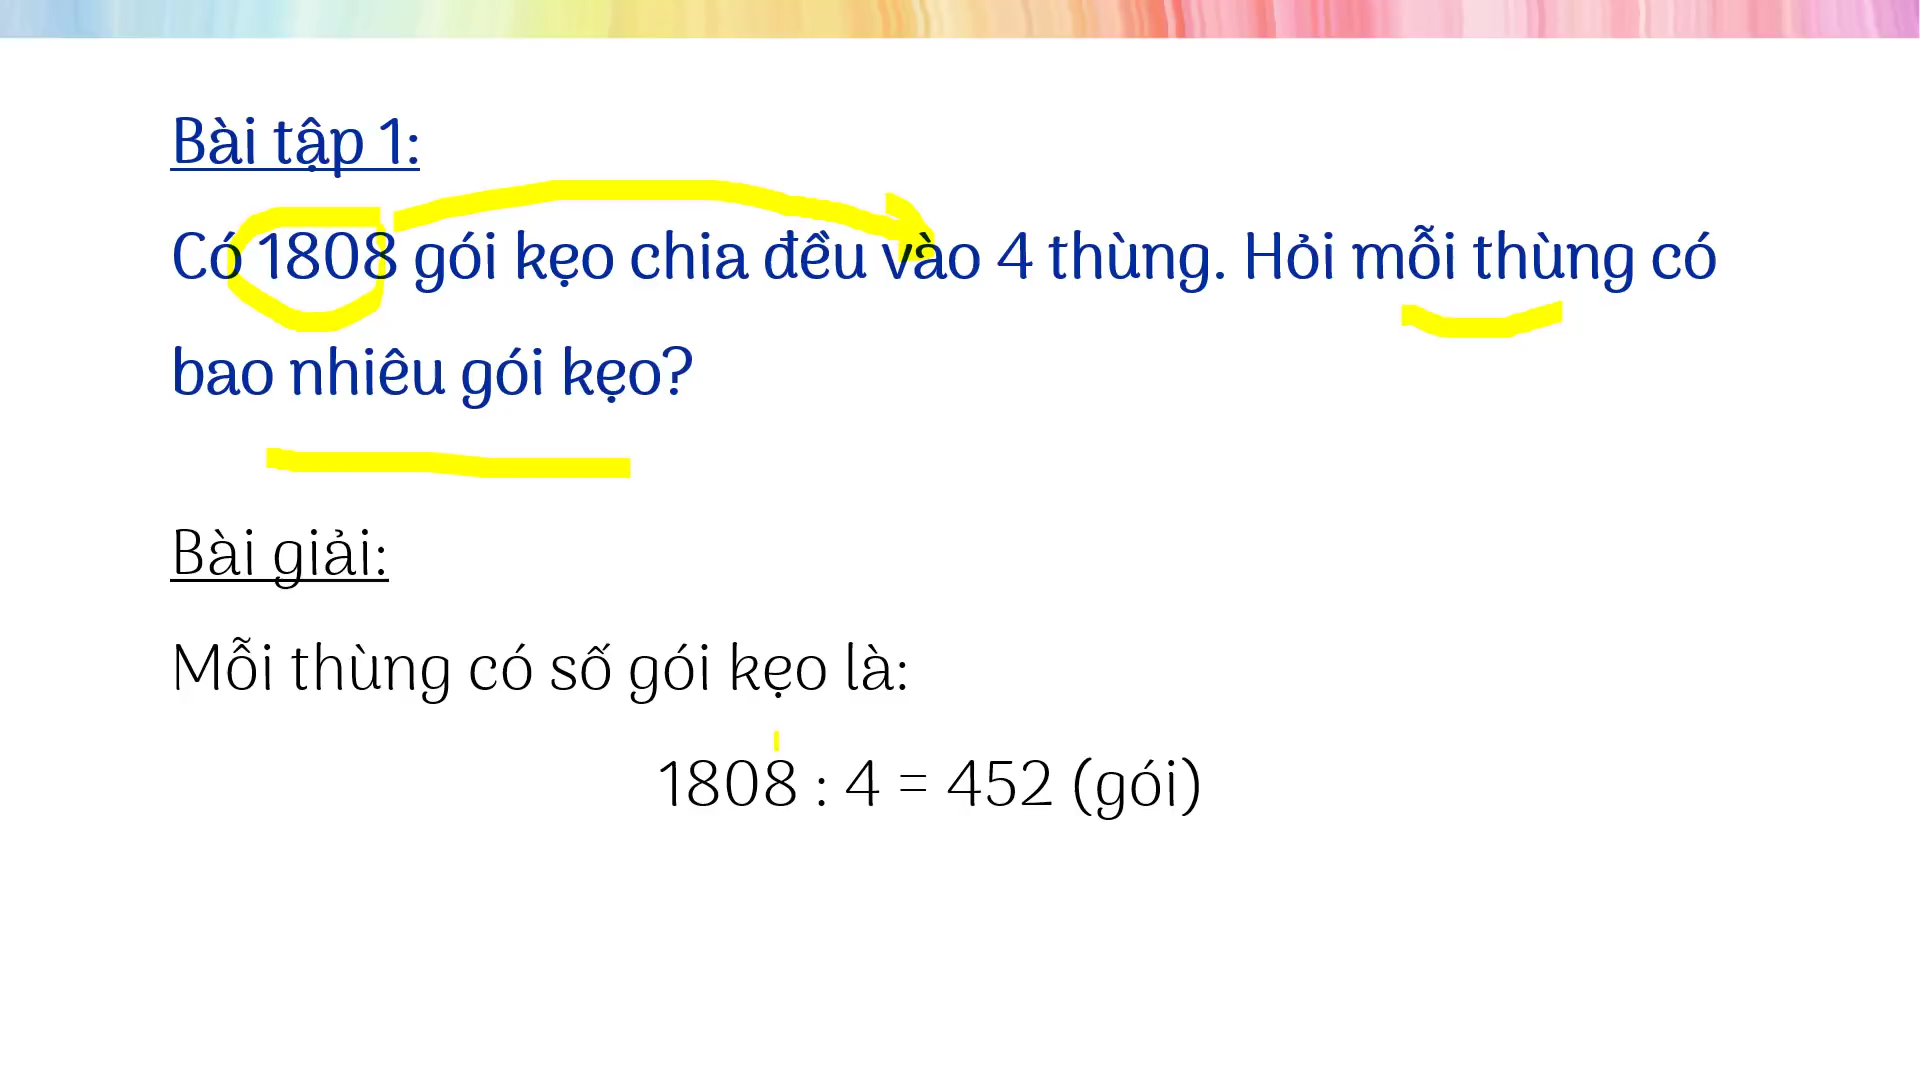 Bài tập 1:
Có 1808 gói kẹo chia đều vào 4 thùng. Hỏi mỗi thùng có
bao nhiêu gói kẹo?
Bài giải:
Mỗi thùng có số gói kẹo là:
1808 : 4 = 452 (gói)